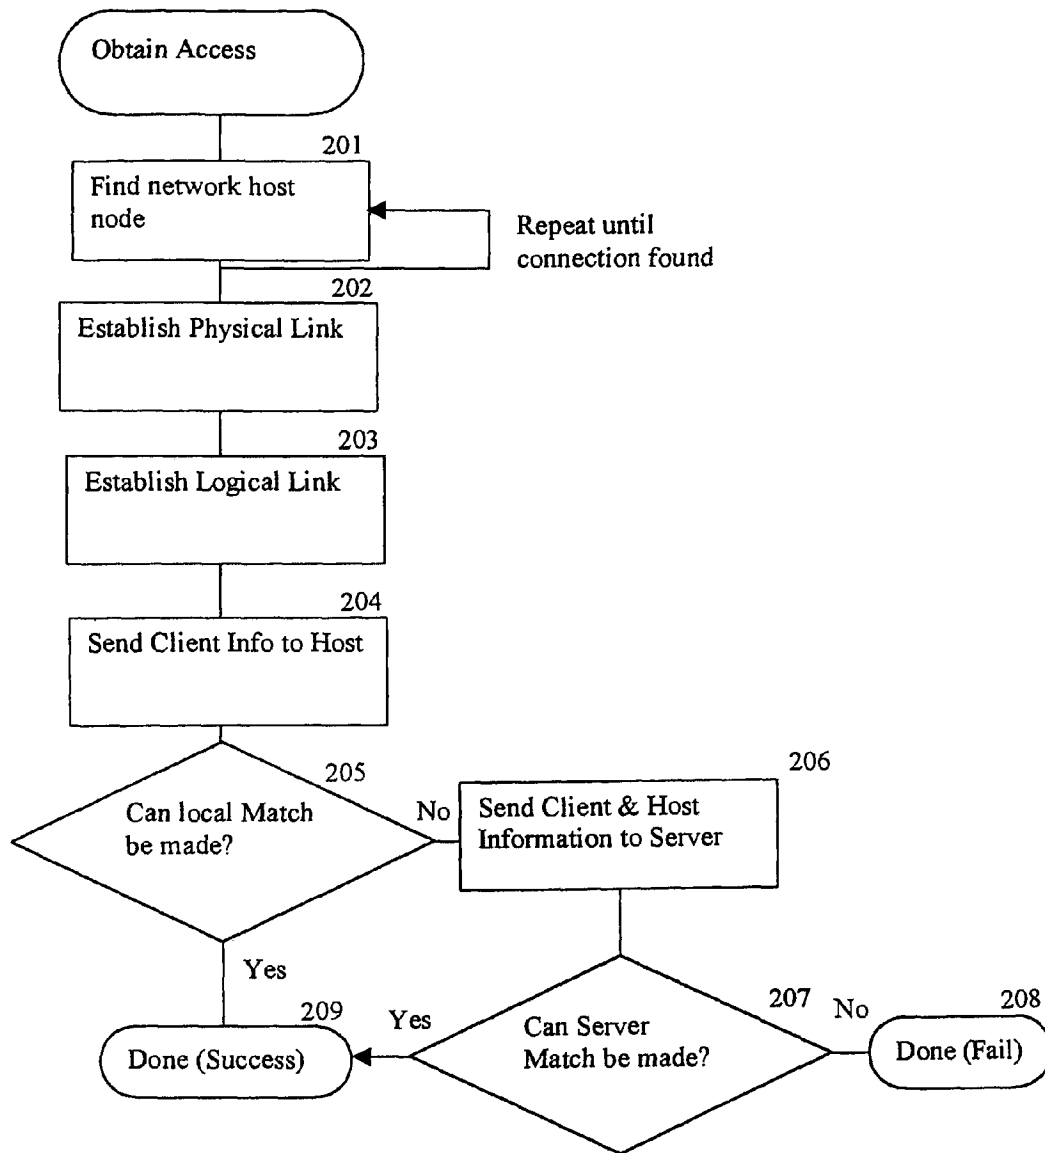 Obtain Access
201
Find network host
node
Repeat until
connection found
202
Establish Physical Link
203
Establish Logical Link
204
Send Client Info to Host
205
Can local Match
be made?
No
206
Send Client & Host
Information to Server
Yes
209
Done (Success)
Yes
207
Can Server
Match be made?
No
208
Done (Fail)